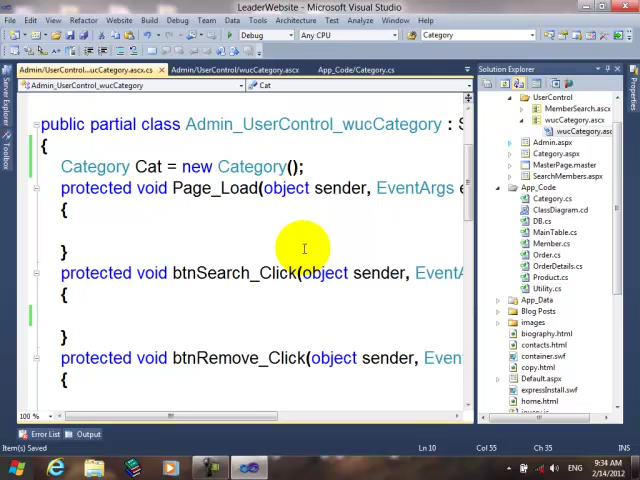 LeaderWebsite - Microsoft Visual Studio
File Edit View Refactor Website Build Debug Team Data Tools Architecture Test Analyze Window Help
Debug Any CPU Category
Admin/UserControl...ucCategory.ascx.cs Admin/UserControl/wucCategory.ascx App_Code/Category.cs
Admin_UserControl_wucCategory Cat
public partial class Admin_UserControl_wucCategory : S
{
Category Cat = new Category();
protected void Page_Load(object sender, EventArgs e
{
}
protected void btnSearch_Click(object sender, EventA
{
}
protected void btnRemove_Click(object sender, Even
{
100 %
Server Explorer
Toolbox
Solution Explorer
UserControl
MemberSearch.ascx
wucCategory.ascx
wucCategory.asc
Admin.aspx
Category.aspx
MasterPage.master
SearchMembers.aspx
App_Code
Category.cs
ClassDiagram.cd
DB.cs
MainTable.cs
Member.cs
Order.cs
OrderDetails.cs
Product.cs
Utility.cs
App_Data
Blog Posts
images
biography.html
contacts.html
container.swf
copy.html
Default.aspx
expressInstall.swf
home.html
Properties
Error List Output
Item(s) Saved Ln 10 Col 55 Ch 35 INS
ENG 9:34 AM
2/14/2012